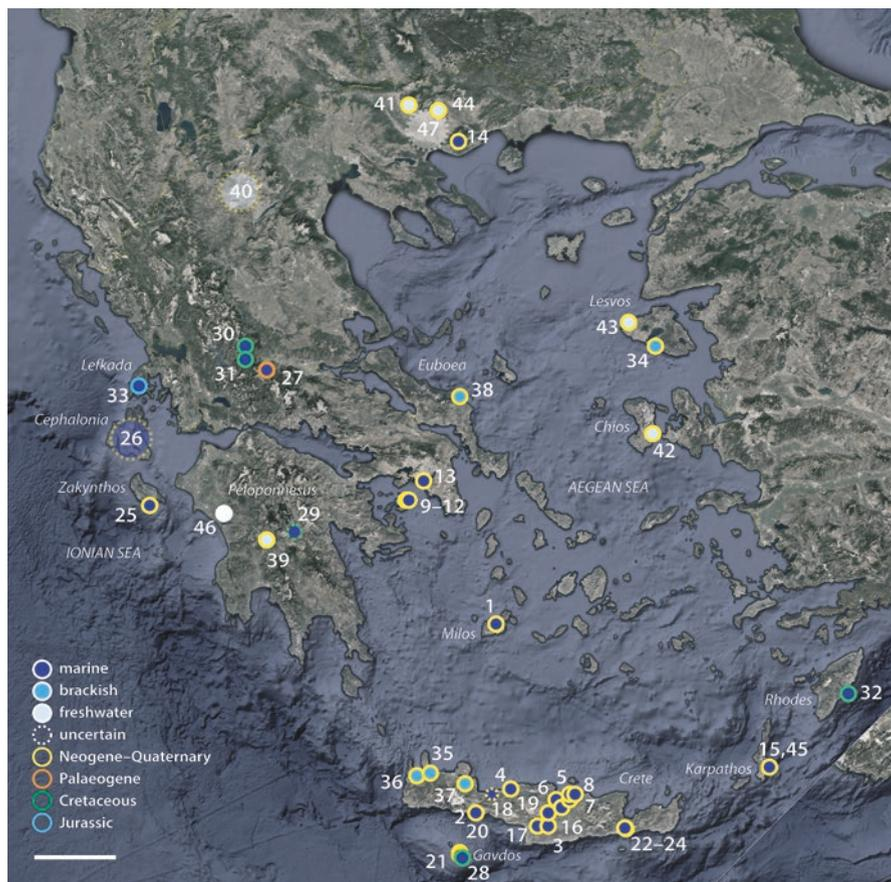 41
44
47
14
40
Lesvos
43
34
30
31
27
Euboea
38
Lefkada
33
Cephalonia
26
Chios
42
13
9–12
AEGEAN SEA
Zakynthos
25
Peloponnesus
46
29
39
IONIAN SEA
1
Milos
marine
brackish
freshwater
uncertain
Neogene–Quaternary
Palaeogene
Cretaceous
Jurassic
Rhodes
32
15,45
Karpathos
35
36
37
4
18
19
6
5
8
7
Crete
2
20
17
3
16
22–24
21
Gavdos
28